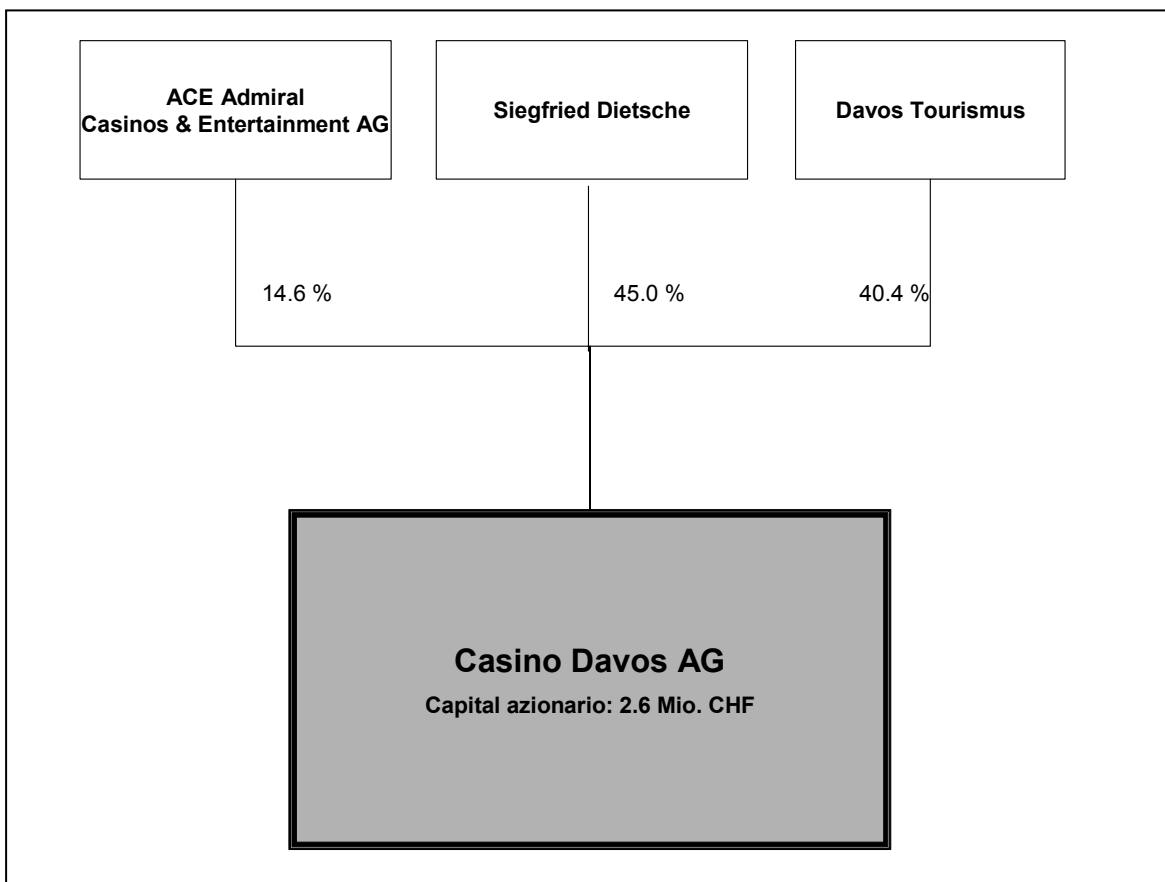 ACE Admiral
Casinos & Entertainment AG
Siegfried Dietsche
Davos Tourismus
14.6 %
45.0 %
40.4 %
Casino Davos AG
Capital azionario: 2.6 Mio. CHF